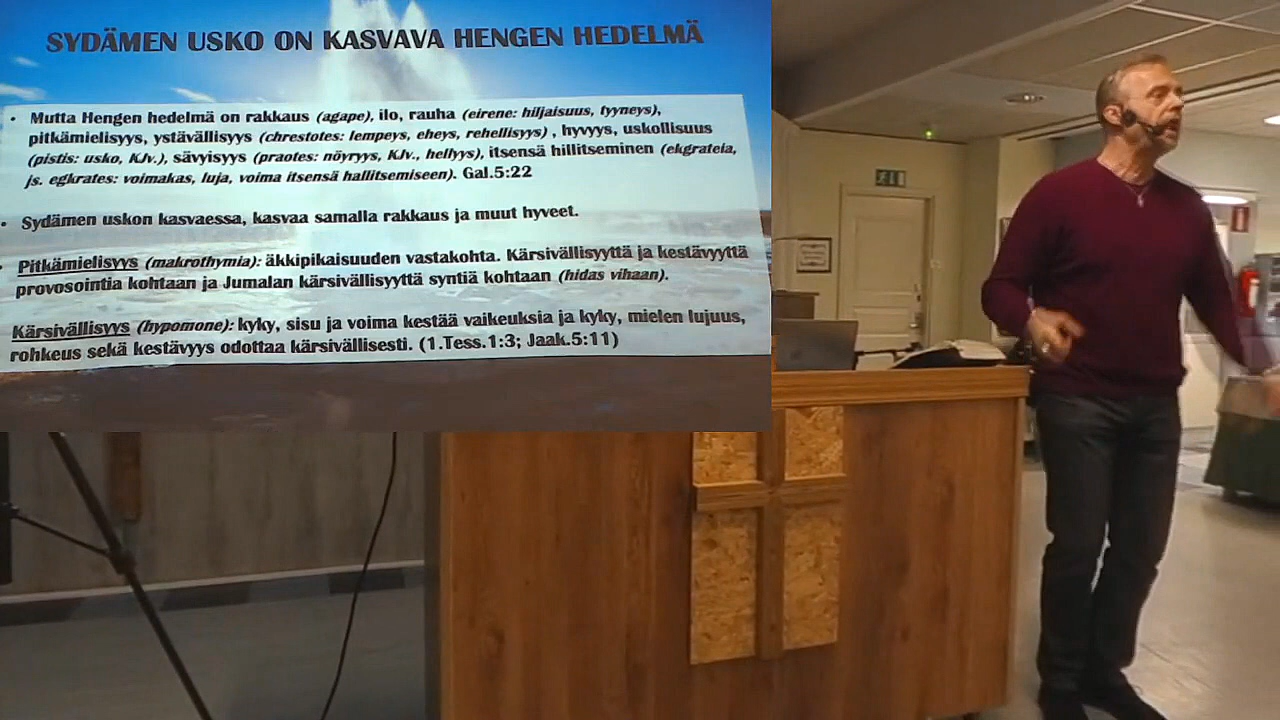 SYDÄMEN USKO ON KASVAVA HENGEN HEDELMÄ
• Mutta Hengen hedelmä on rakkaus (agape), ilo, rauha (eirene: hiljaisuus, tyyneys),
pitkämielisyys, ystävällisyys (chrestotes: lempeys, eheys, rehellisyys) , hyvyys, uskollisuus
(pistis: usko, KJv.), sävyisyys (praotes: nöyryys, KJv., hellyys), itsensä hillitseminen (ekgrateia,
js. egkrates: voimakas, luja, voima itsensä hallitsemiseen). Gal.5:22
• Sydämen uskon kasvaessa, kasvaa samalla rakkaus ja muut hyveet.
• Pitkämielisyys (makrothymia): äkkipikaisuuden vastakohta. Kärsivällisyyttä ja kestävyyttä
provosointia kohtaan ja Jumalan kärsivällisyyttä syntiä kohtaan (hidas vihaan).
Kärsivällisyys (hypomone): kyky, sisu ja voima kestää vaikeuksia ja kyky, mielen lujuus,
rohkeus sekä kestävyys odottaa kärsivällisesti. (1.Tess.1:3; Jaak.5:11)